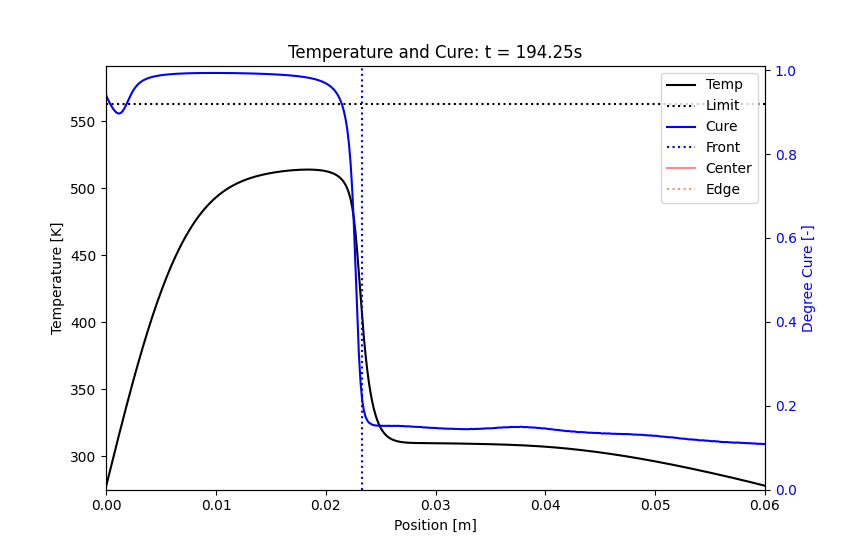 Temperature and Cure: t = 194.25s
Temp
Limit
Cure
Front
Center
Edge
Temperature [K]
550
500
450
400
350
300
Degree Cure [-]
1.0
0.8
0.6
0.4
0.2
0.0
0.00 0.01 0.02 0.03 0.04 0.05 0.06
Position [m]